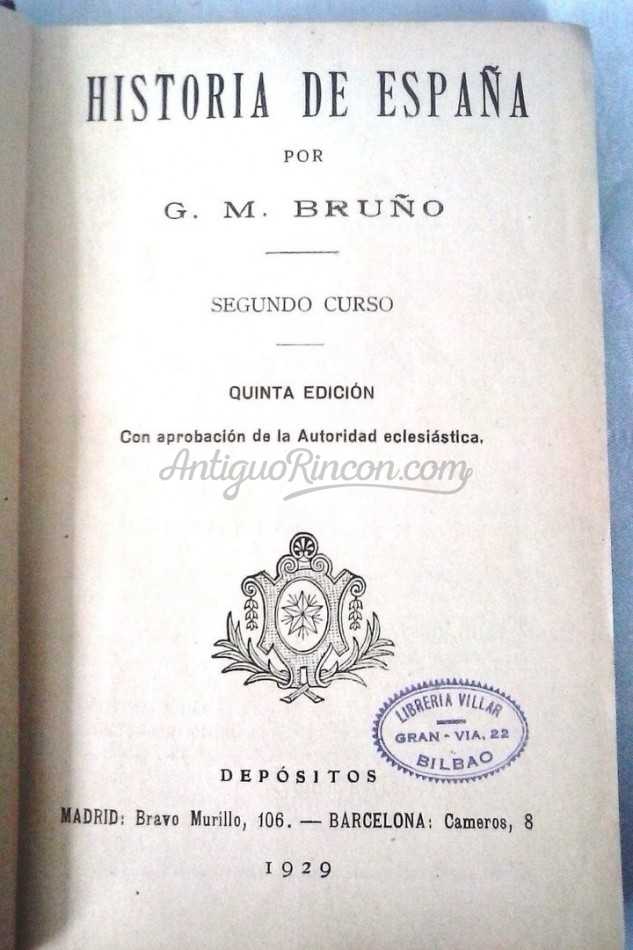 HISTORIA DE ESPAÑA
POR
G. M. BRUÑO
SEGUNDO CURSO
QUINTA EDICIÓN
Con aprobación de la Autoridad eclesiástica.
AntiguoRincon.com
LIBRERIA VILLAR
GRAN-VIA, 22
BILBAO
DEPÓSITOS
MADRID: Bravo Murillo, 106. — BARCELONA: Cameros, 8
1929